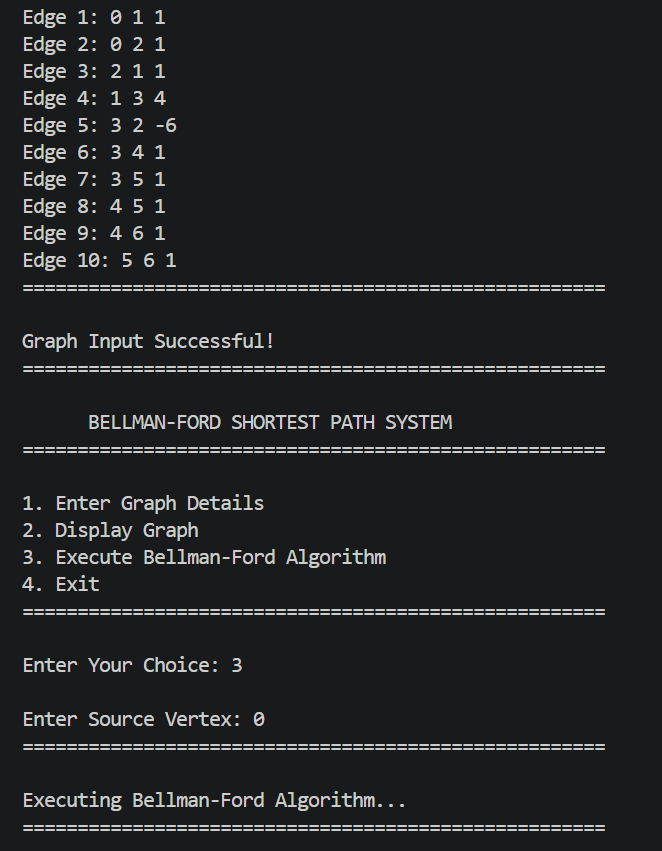 Edge 1: 0 1 1
Edge 2: 0 2 1
Edge 3: 2 1 1
Edge 4: 1 3 4
Edge 5: 3 2 -6
Edge 6: 3 4 1
Edge 7: 3 5 1
Edge 8: 4 5 1
Edge 9: 4 6 1
Edge 10: 5 6 1
=====================================================
Graph Input Successful!
=====================================================
BELLMAN-FORD SHORTEST PATH SYSTEM
=====================================================
1. Enter Graph Details
2. Display Graph
3. Execute Bellman-Ford Algorithm
4. Exit
=====================================================
Enter Your Choice: 3
Enter Source Vertex: 0
=====================================================
Executing Bellman-Ford Algorithm...
=====================================================